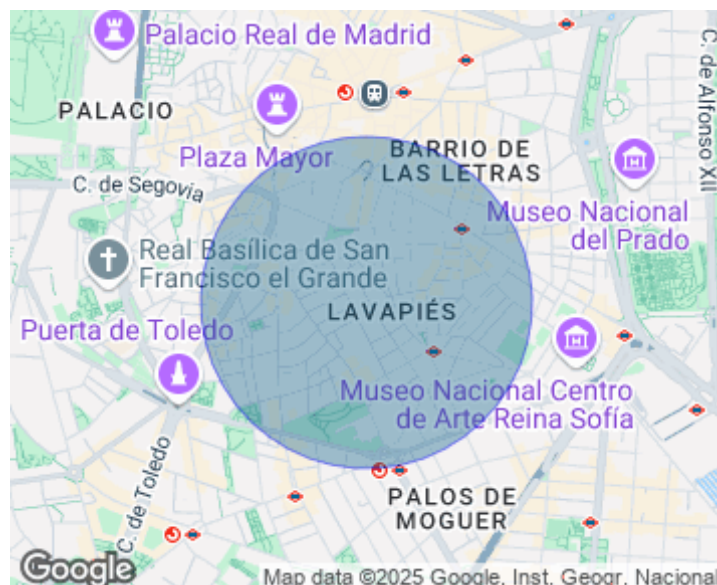 Palacio Real de Madrid
PALACIO
Plaza Mayor
BARRIO DE
LAS LETRAS
C. de Alfonso XII
C. de Segovia
Museo Nacional
del Prado
Real Basílica de San
Francisco el Grande
LAVAPIÉS
Puerta de Toledo
Museo Nacional Centro
de Arte Reina Sofía
C. de Toledo
PALOS DE
MOGUER
Google
Map data ©2025 Google, Inst. Geogr. Nacional